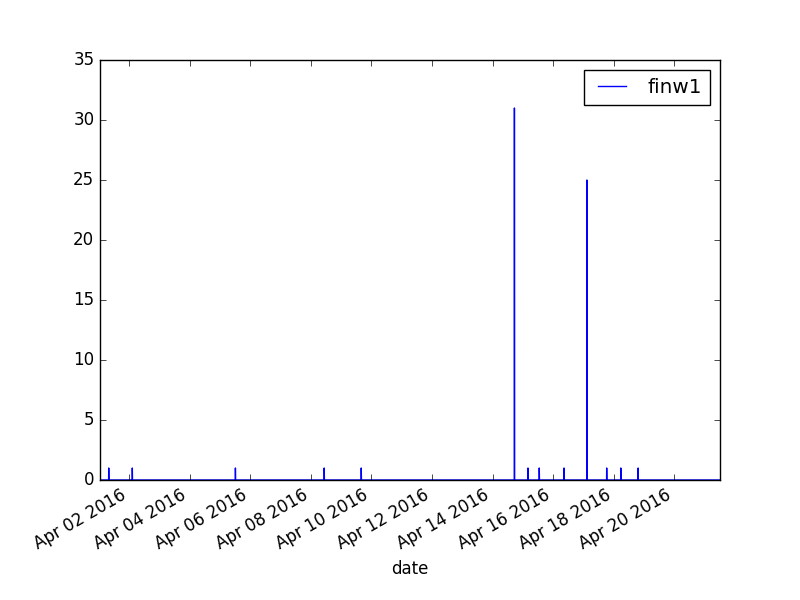 35
finw1
30
25
20
15
10
5
0
Apr 02 2016
Apr 04 2016
Apr 06 2016
Apr 08 2016
Apr 10 2016
Apr 12 2016
Apr 14 2016
Apr 16 2016
Apr 18 2016
Apr 20 2016
date